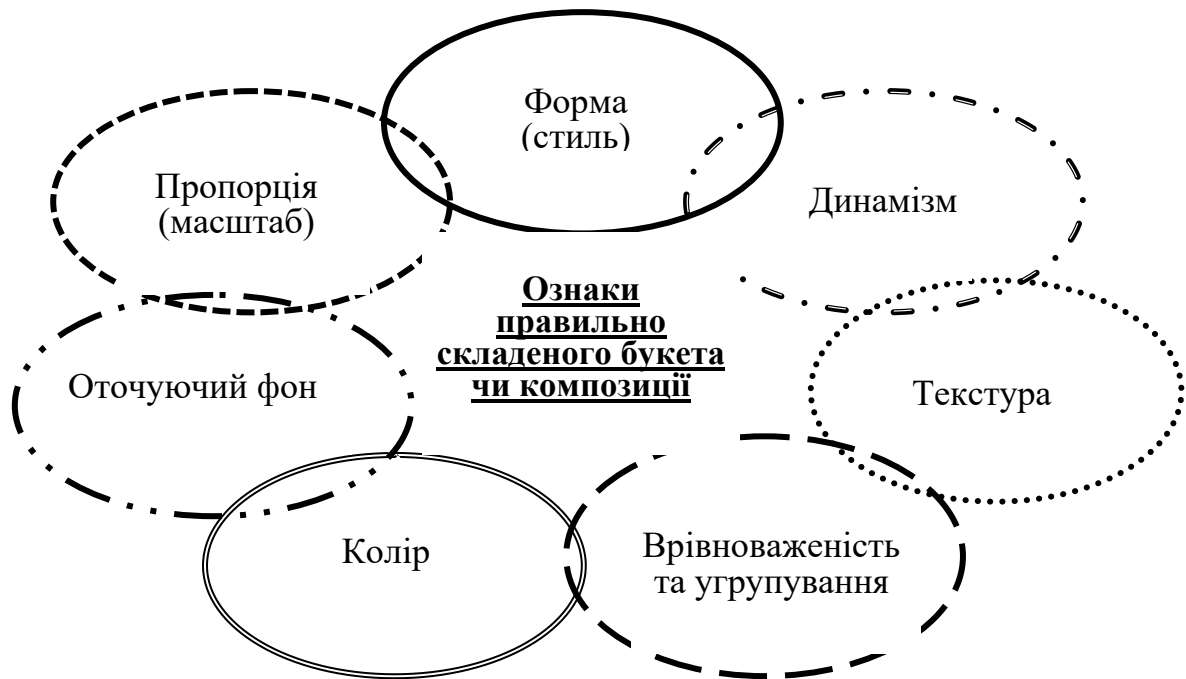 Форма
(стиль)
Пропорція
(масштаб)
Динамізм
Ознаки
правильно
складеного букета
чи композиції
Оточуючий фон
Текстура
Колір
Врівноваженість
та угрупування